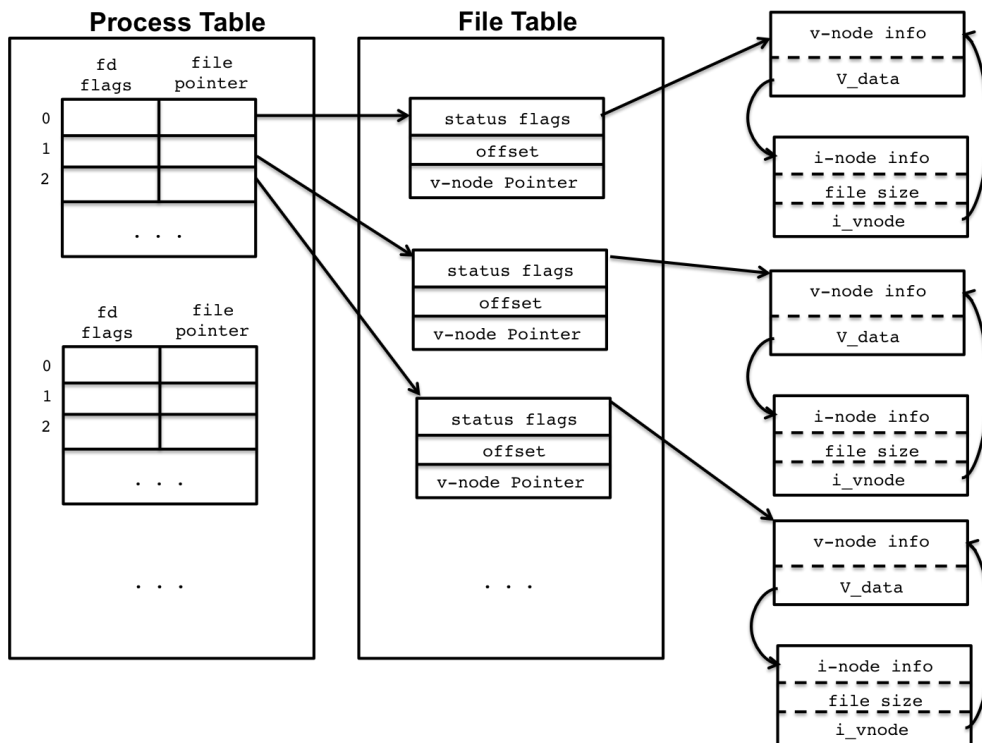 Process Table
fd flags
file pointer
0
1
2
. . .
fd flags
file pointer
0
1
2
. . .
. . .
File Table
status flags
offset
v-node Pointer
status flags
offset
v-node Pointer
status flags
offset
v-node Pointer
. . .
v-node info
V_data
i-node info
file size
i_vnode
v-node info
V_data
i-node info
file size
i_vnode
v-node info
V_data
i-node info
file size
i_vnode